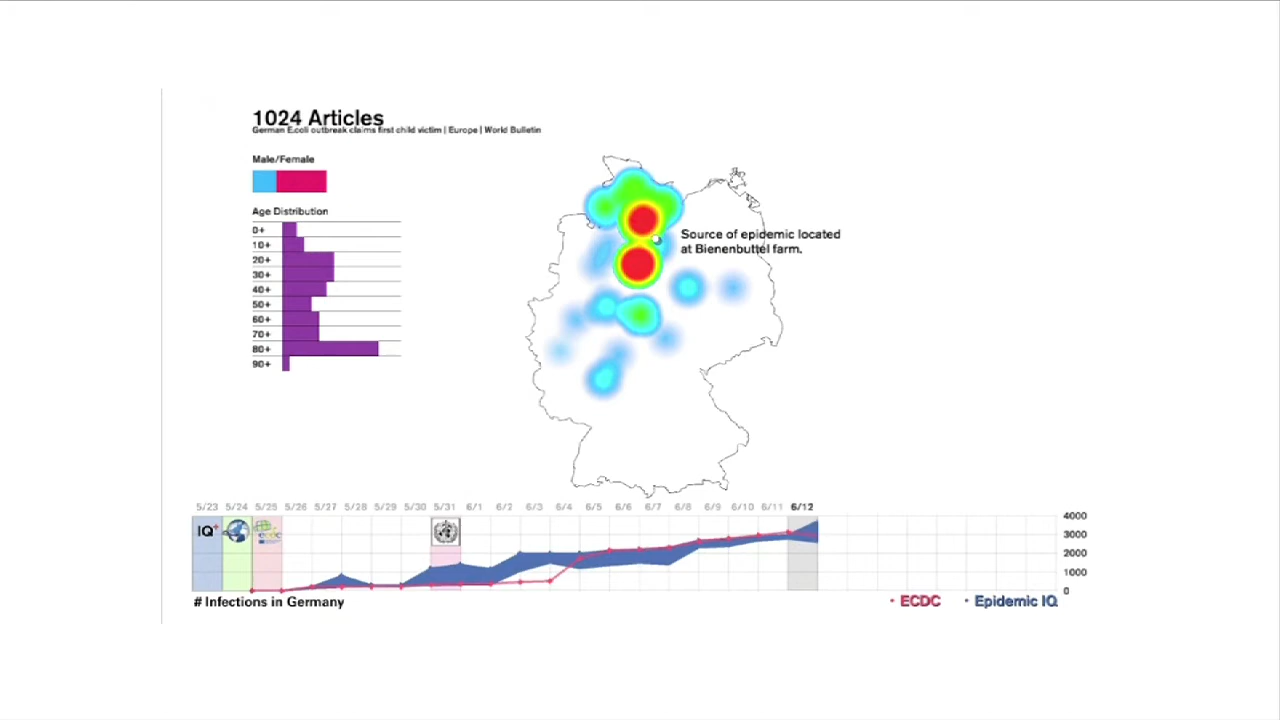 1024 Articles
German E.coli outbreak claims first child victim | Europe | World Bulletin
Male/Female
Age Distribution
0+
10+
20+
30+
40+
50+
60+
70+
80+
90+
Source of epidemic located
at Bienenbuttel farm.
5/23 5/24 5/25 5/26 5/27 5/28 5/29 5/30 5/31 6/1 6/2 6/3 6/4 6/5 6/6 6/7 6/8 6/9 6/10 6/11 6/12
IQ+
ecdc
4000
3000
2000
1000
0
# Infections in Germany
ECDC
Epidemic IQ